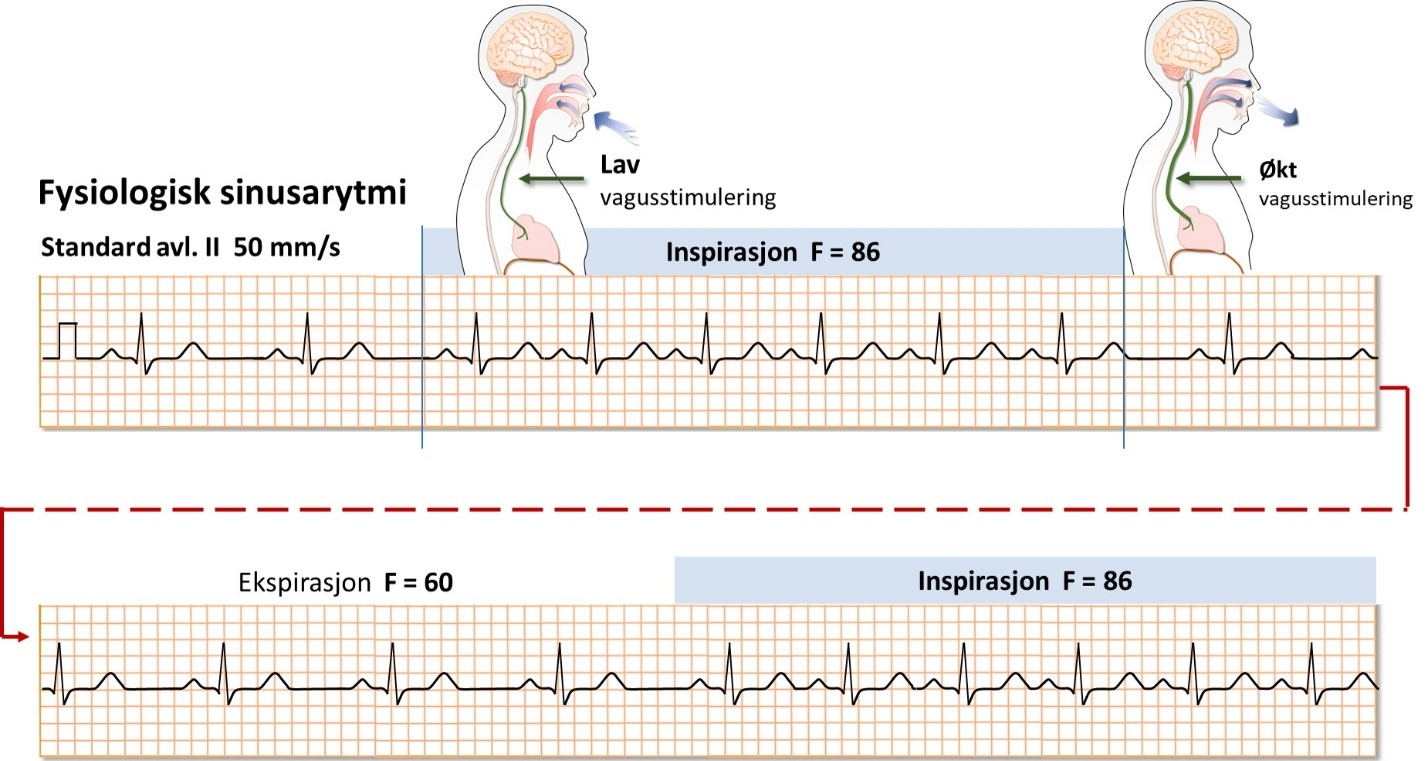 Lav
vagusstimulering
Økt
vagusstimulering
Fysiologisk sinusarytmi
Standard avl. II 50 mm/s
Inspirasjon F = 86
Ekspirasjon F = 60
Inspirasjon F = 86